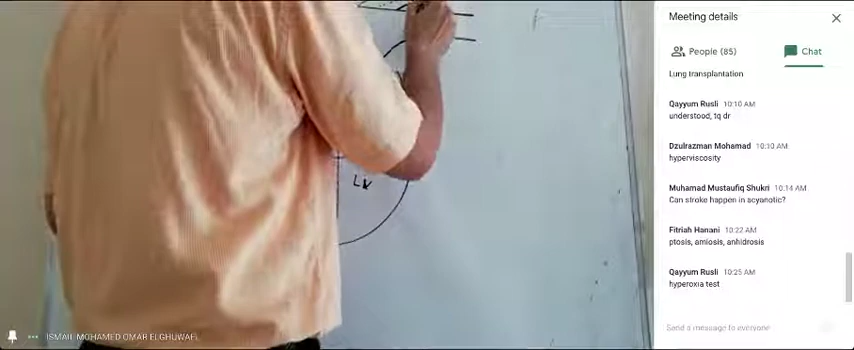 LV
ISMAIL MOHAMED OMAR ELGHUWAEL
Meeting details
People (85)
Chat
Lung transplantation
Qayyum Rusli 10:10 AM
understood, tq dr
Dzulrazman Mohamad 10:10 AM
hyperviscosity
Muhamad Mustaufiq Shukri 10:14 AM
Can stroke happen in acyanotic?
Fitriah Hanani 10:22 AM
ptosis, amiosis, anhidrosis
Qayyum Rusli 10:25 AM
hyperoxia test
Send a message to everyone